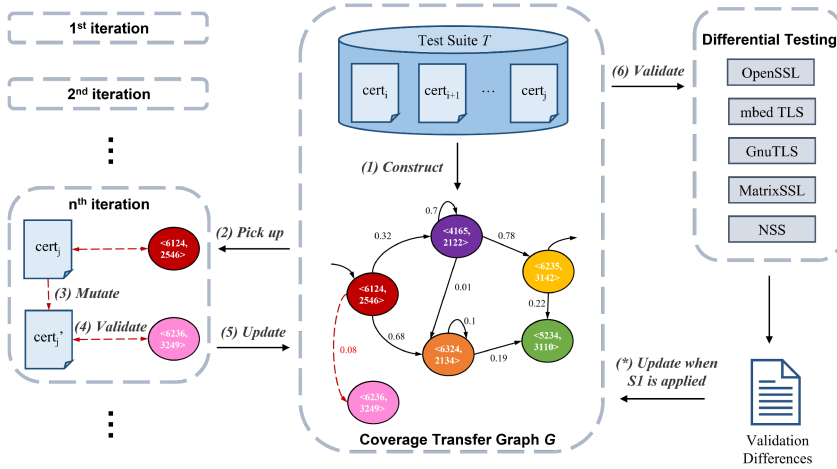 1st iteration
2nd iteration
⋮
nth iteration
certj
<6124,
2546>
(3) Mutate
certj’
(4) Validate
<6236,
3249>
⋮
(2) Pick up
(5) Update
Test Suite T
certi
certi+1
...
certj
(1) Construct
0.7
<4165,
2122>
0.32
0.78
<6235,
3142>
0.01
<6124,
2546>
0.22
0.1
0.68
<6324,
2134>
0.19
<5234,
3110>
0.08
<6236,
3249>
Coverage Transfer Graph G
(6) Validate
Differential Testing
OpenSSL
mbed TLS
GnuTLS
MatrixSSL
NSS
(*) Update when
S1 is applied
Validation
Differences